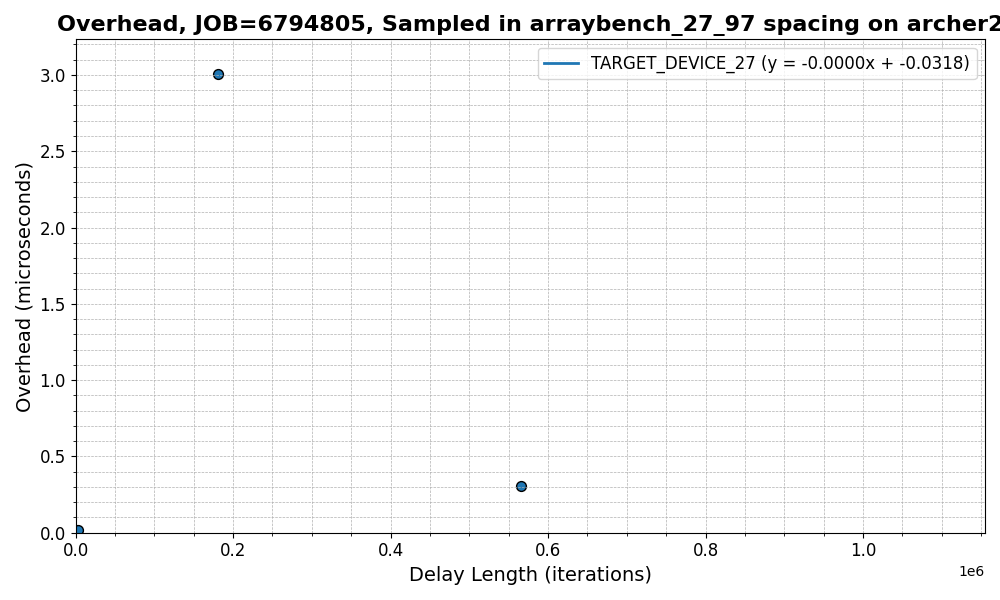 Overhead, JOB=6794805, Sampled in arraybench_27_97 spacing on archer2
TARGET_DEVICE_27 (y = -0.0000x + -0.0318)
Overhead (microseconds)
3.0
2.5
2.0
1.5
1.0
0.5
0.0
0.0 0.2 0.4 0.6 0.8 1.0
1e6
Delay Length (iterations)